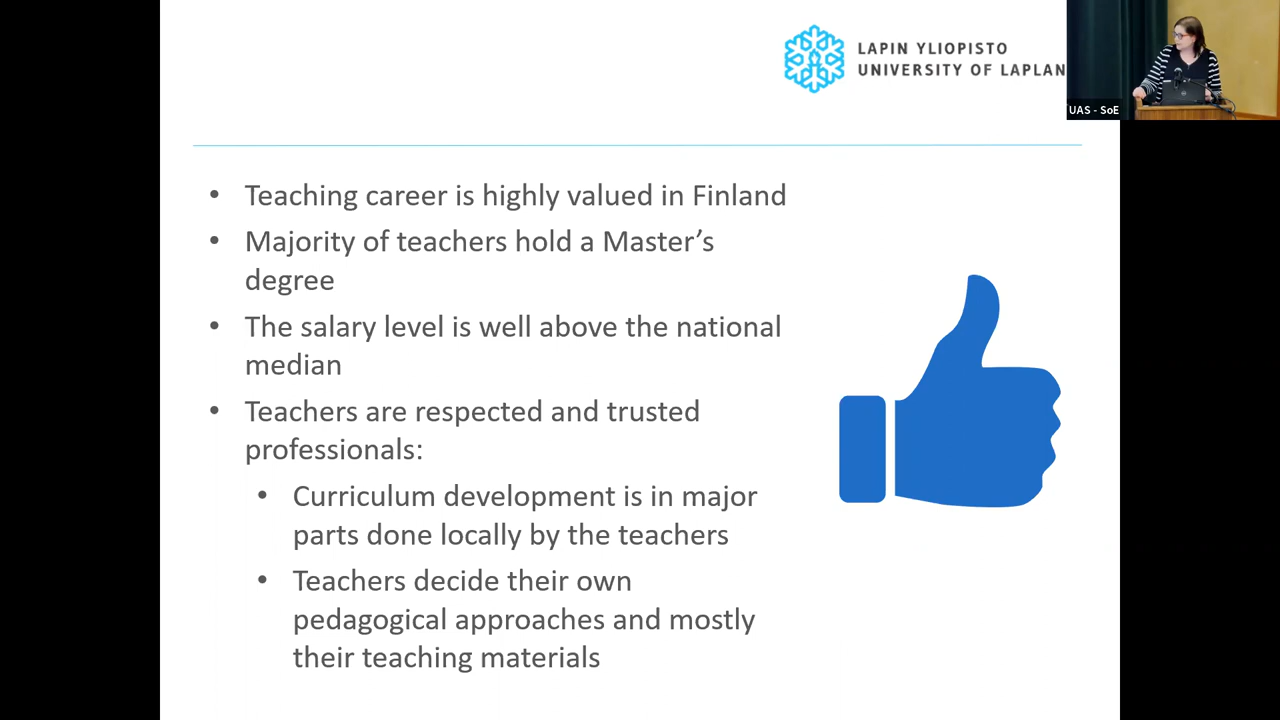 LAPIN YLIOPISTO
UNIVERSITY OF LAPLAN
UAS - SoE
• Teaching career is highly valued in Finland
• Majority of teachers hold a Master’s
degree
• The salary level is well above the national
median
• Teachers are respected and trusted
professionals:
• Curriculum development is in major
parts done locally by the teachers
• Teachers decide their own
pedagogical approaches and mostly
their teaching materials